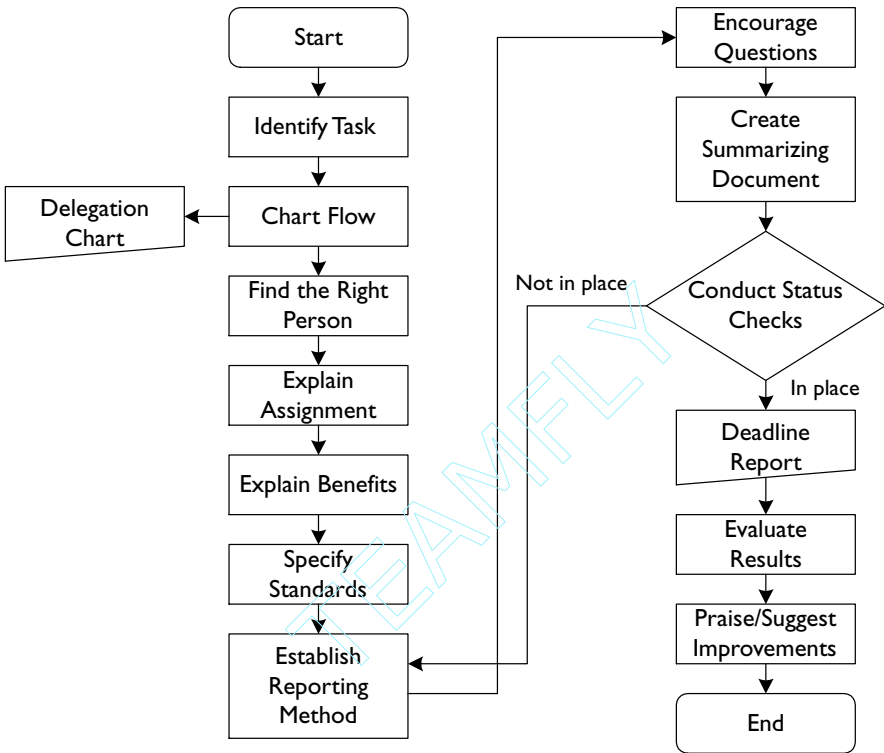 Start
Identify Task
Delegation
Chart
Chart Flow
Find the Right
Person
Explain
Assignment
Explain Benefits
Specify
Standards
Establish
Reporting
Method
Encourage
Questions
Create
Summarizing
Document
Not in place
Conduct Status
Checks
In place
Deadline
Report
Evaluate
Results
Praise/Suggest
Improvements
End
TEAMFLY